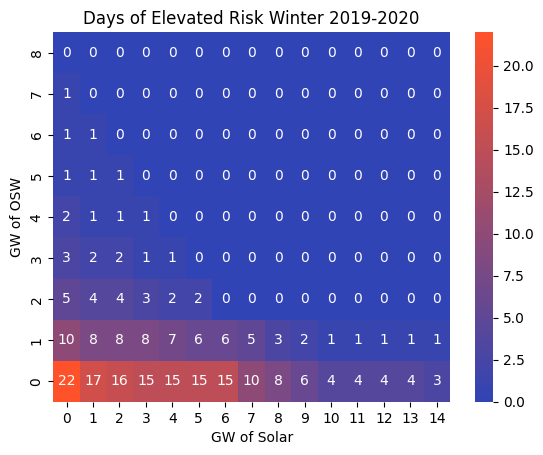 Days of Elevated Risk Winter 2019-2020
GW of OSW
8 0 0 0 0 0 0 0 0 0 0 0 0 0 0 0
7 1 0 0 0 0 0 0 0 0 0 0 0 0 0 0
6 1 1 0 0 0 0 0 0 0 0 0 0 0 0 0
5 1 1 1 0 0 0 0 0 0 0 0 0 0 0 0
4 2 1 1 1 0 0 0 0 0 0 0 0 0 0 0
3 3 2 2 1 1 0 0 0 0 0 0 0 0 0 0
2 5 4 4 3 2 2 0 0 0 0 0 0 0 0 0
1 10 8 8 8 7 6 6 5 3 2 1 1 1 1 1
0 22 17 16 15 15 15 15 10 8 6 4 4 4 4 3
0 1 2 3 4 5 6 7 8 9 10 11 12 13 14
GW of Solar
20.0
17.5
15.0
12.5
10.0
7.5
5.0
2.5
0.0